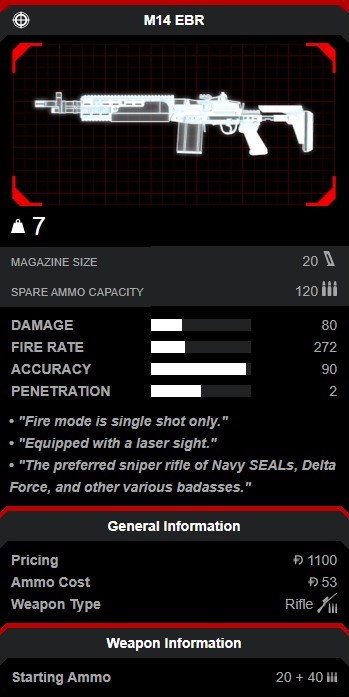 M14 EBR
7
MAGAZINE SIZE 20
SPARE AMMO CAPACITY 120
DAMAGE 80
FIRE RATE 272
ACCURACY 90
PENETRATION 2
• "Fire mode is single shot only."
• "Equipped with a laser sight."
• "The preferred sniper rifle of Navy SEALs, Delta
Force, and other various badasses."
General Information
Pricing 1100
Ammo Cost 53
Weapon Type Rifle
Weapon Information
Starting Ammo 20 + 40